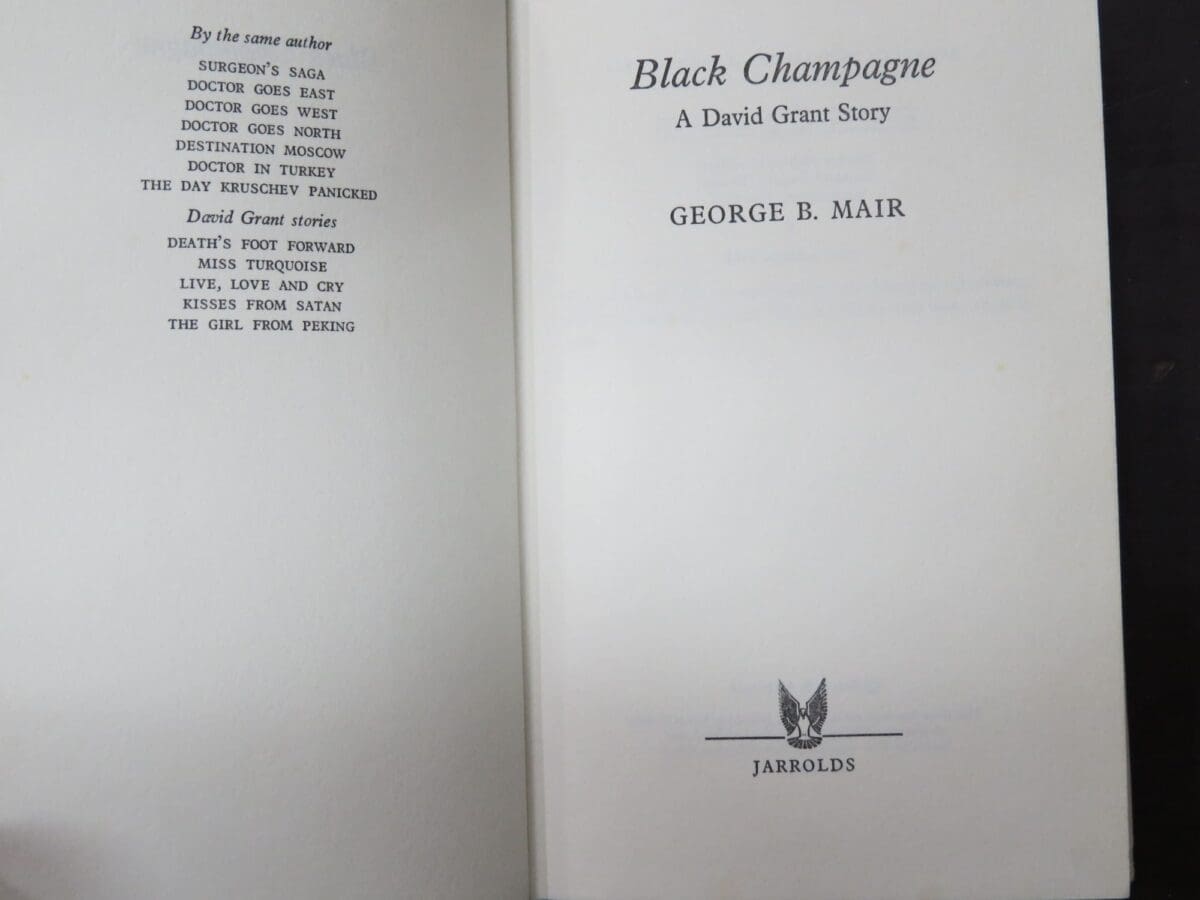 By the same author
SURGEON'S SAGA
DOCTOR GOES EAST
DOCTOR GOES WEST
DOCTOR GOES NORTH
DESTINATION MOSCOW
DOCTOR IN TURKEY
THE DAY KRUSCHEV PANICKED
David Grant stories
DEATH'S FOOT FORWARD
MISS TURQUOISE
LIVE, LOVE AND CRY
KISSES FROM SATAN
THE GIRL FROM PEKING
Black Champagne
A David Grant Story
GEORGE B. MAIR
JARROLDS